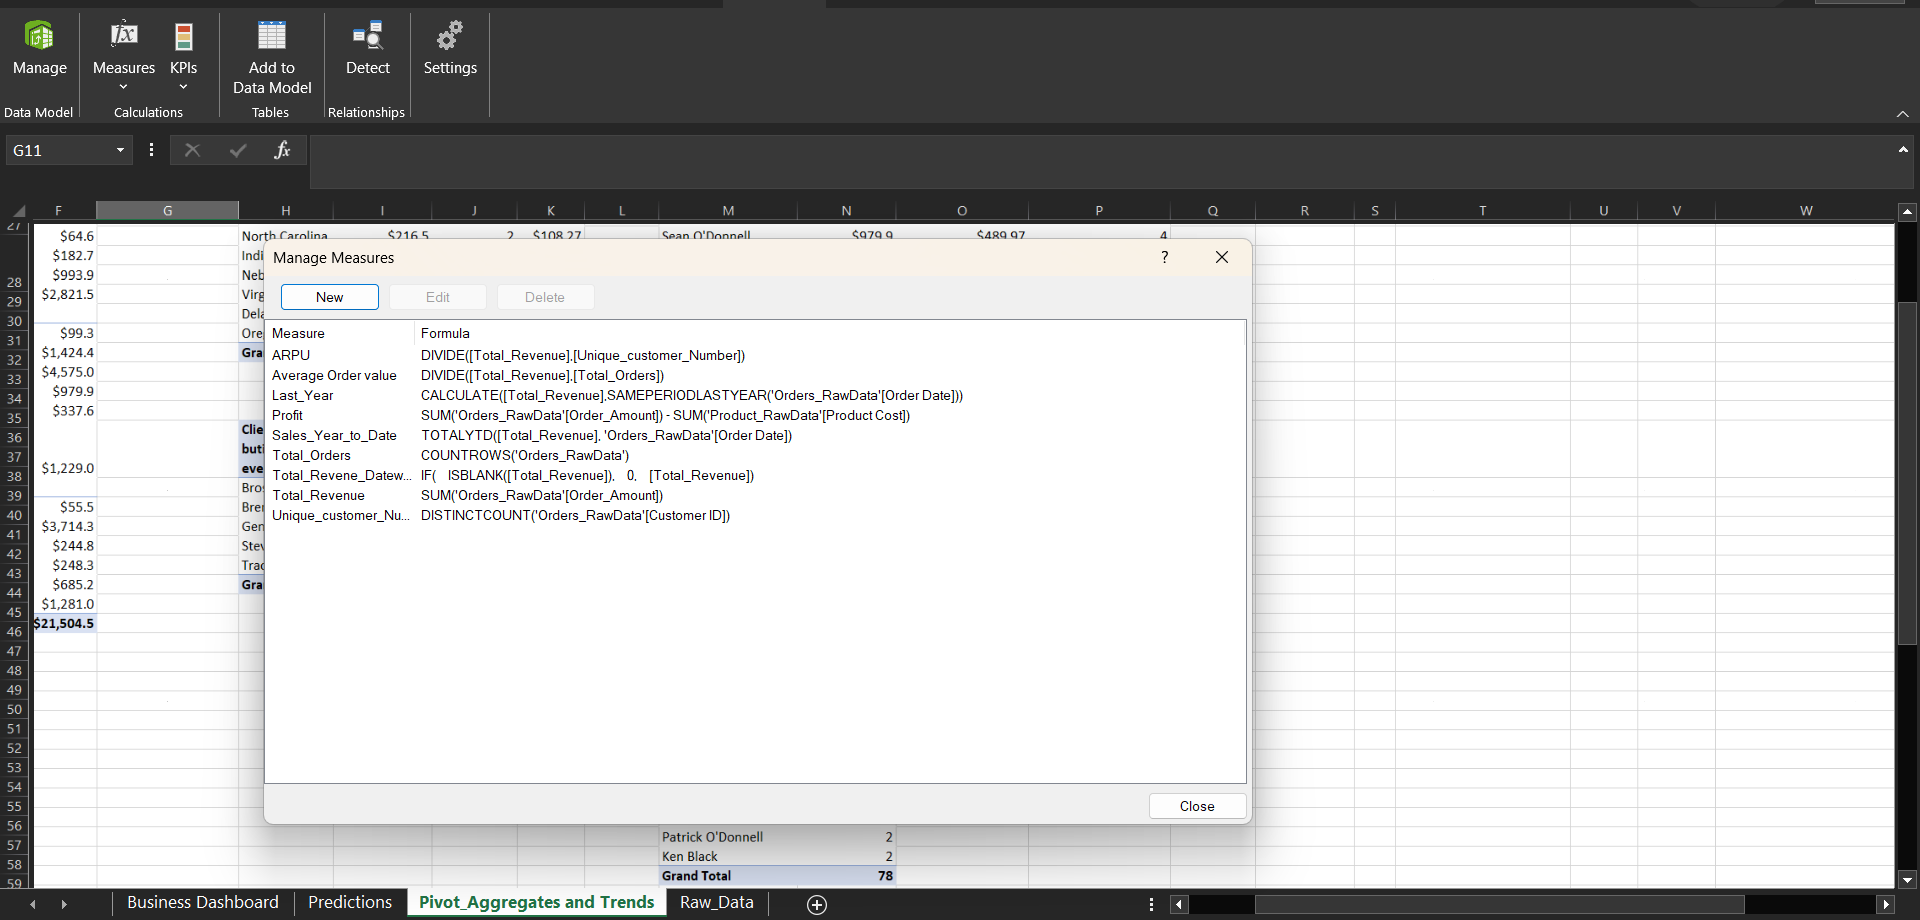 Manage
Measures
KPIs
Add to
Data Model
Detect
Settings
Data Model
Calculations
Tables
Relationships
G11
fx
F G H I J K L M N O P Q R S T U V W
27
$64.6 North Carolina $216.5 2 $108.27 Sean O'Donnell $979.9 $489.97 4
$182.7 Indi
28 $993.9 Neb
29 $2,821.5 Virg
30 Dela
31 $99.3 Ore
32 $1,424.4 Gra
33 $4,575.0
34 $979.9
35 $337.6
36 Clie
37 buti
38 $1,229.0 eve
39 Bros
40 $55.5 Bren
41 $3,714.3 Gen
42 $244.8 Stev
43 $248.3 Trac
44 $685.2 Gra
45 $1,281.0
46 $21,504.5
47
48
49
50
51
52
53
54
55
56
57 Patrick O'Donnell 2
58 Ken Black 2
59 Grand Total 78
Manage Measures ?
New Edit Delete
Measure Formula
ARPU DIVIDE([Total_Revenue],[Unique_customer_Number])
Average Order value DIVIDE([Total_Revenue],[Total_Orders])
Last_Year CALCULATE([Total_Revenue],SAMEPERIODLASTYEAR('Orders_RawData'[Order Date]))
Profit SUM('Orders_RawData'[Order_Amount]) - SUM('Product_RawData'[Product Cost])
Sales_Year_to_Date TOTALYTD([Total_Revenue], 'Orders_RawData'[Order Date])
Total_Orders COUNTROWS('Orders_RawData')
Total_Revene_Datew... IF( ISBLANK([Total_Revenue]), 0, [Total_Revenue])
Total_Revenue SUM('Orders_RawData'[Order_Amount])
Unique_customer_Nu... DISTINCTCOUNT('Orders_RawData'[Customer ID])
Close
Business Dashboard Predictions Pivot_Aggregates and Trends Raw_Data